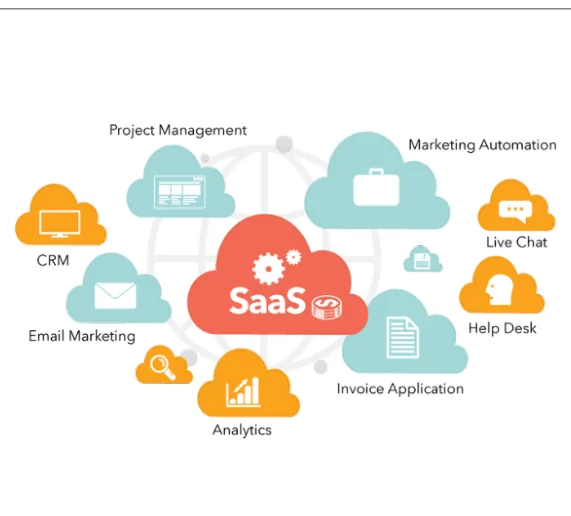 Project Management
Marketing Automation
CRM
Live Chat
SaaS
$
Email Marketing
Help Desk
Invoice Application
Analytics